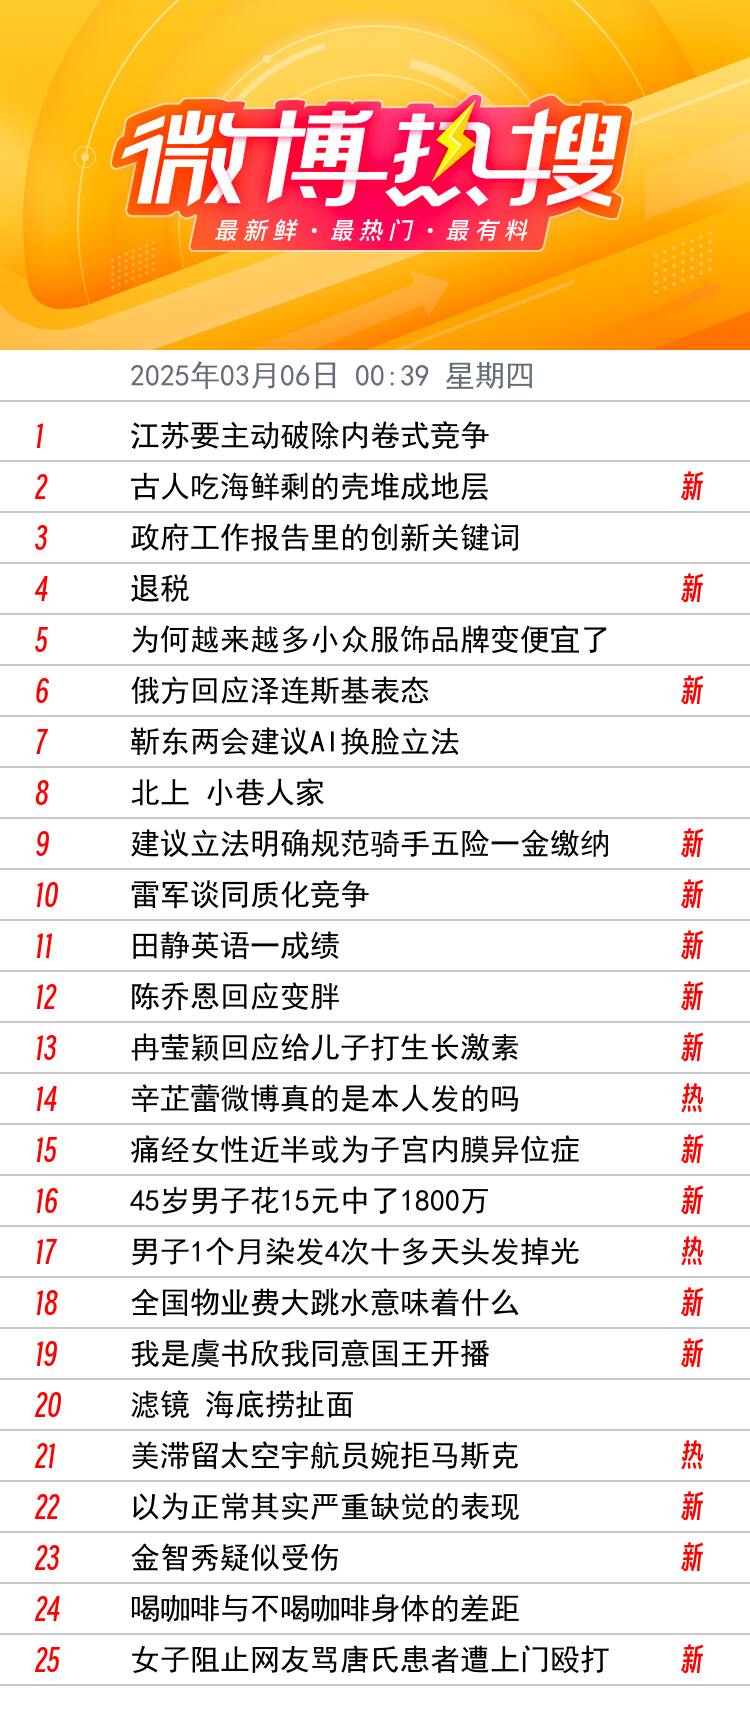 微博热搜
最新鲜·最热门·最有料
2025年03月06日 00:39 星期四
1 江苏要主动破除内卷式竞争
2 古人吃海鲜剩的壳堆成地层 新
3 政府工作报告里的创新关键词
4 退税 新
5 为何越来越多小众服饰品牌变便宜了
6 俄方回应泽连斯基表态 新
7 靳东两会建议AI换脸立法
8 北上 小巷人家
9 建议立法明确规范骑手五险一金缴纳 新
10 雷军谈同质化竞争 新
11 田静英语一成绩 新
12 陈乔恩回应变胖 新
13 冉莹颖回应给儿子打生长激素 新
14 辛芷蕾微博真的是本人发的吗 热
15 痛经女性近半或为子宫内膜异位症 新
16 45岁男子花15元中了1800万 新
17 男子1个月染发4次十多天头发掉光 热
18 全国物业费大跳水意味着什么 新
19 我是虞书欣我同意国王开播 新
20 滤镜 海底捞扯面
21 美滞留太空宇航员婉拒马斯克 热
22 以为正常其实严重缺觉的表现 新
23 金智秀疑似受伤 新
24 喝咖啡与不喝咖啡身体的差距
25 女子阻止网友骂唐氏患者遭上门殴打 新